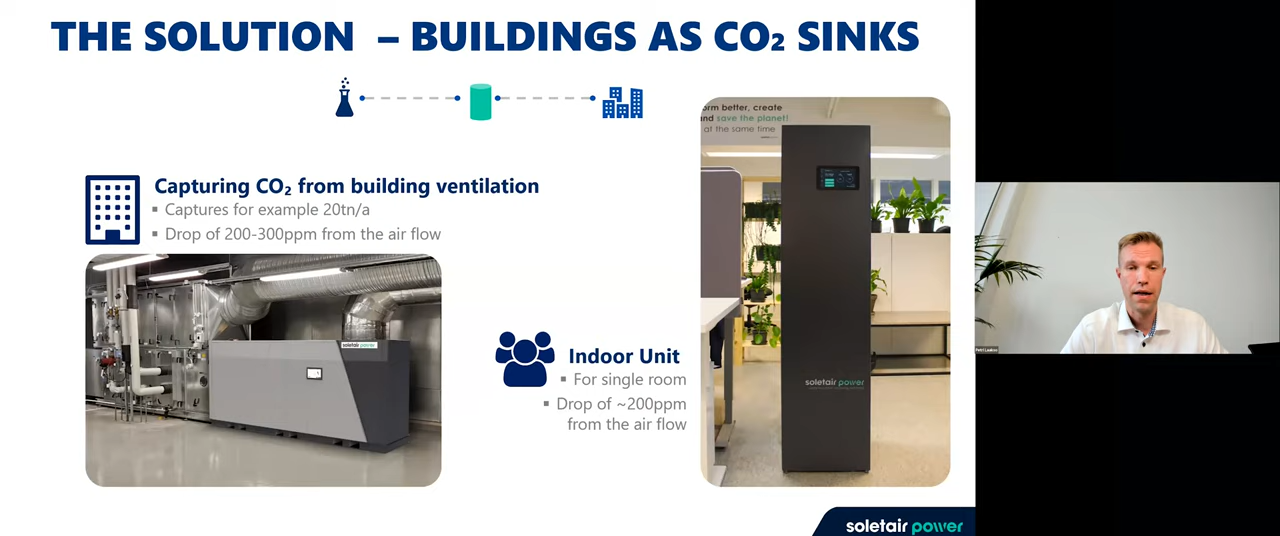 THE SOLUTION – BUILDINGS AS CO₂ SINKS
Capturing CO₂ from building ventilation
▪ Captures for example 20tn/a
▪ Drop of 200-300ppm from the air flow
soletair power
Indoor Unit
▪ For single room
▪ Drop of ~200ppm
from the air flow
orm better, create
and save the planet!
at the same time
soletair power
soletair power